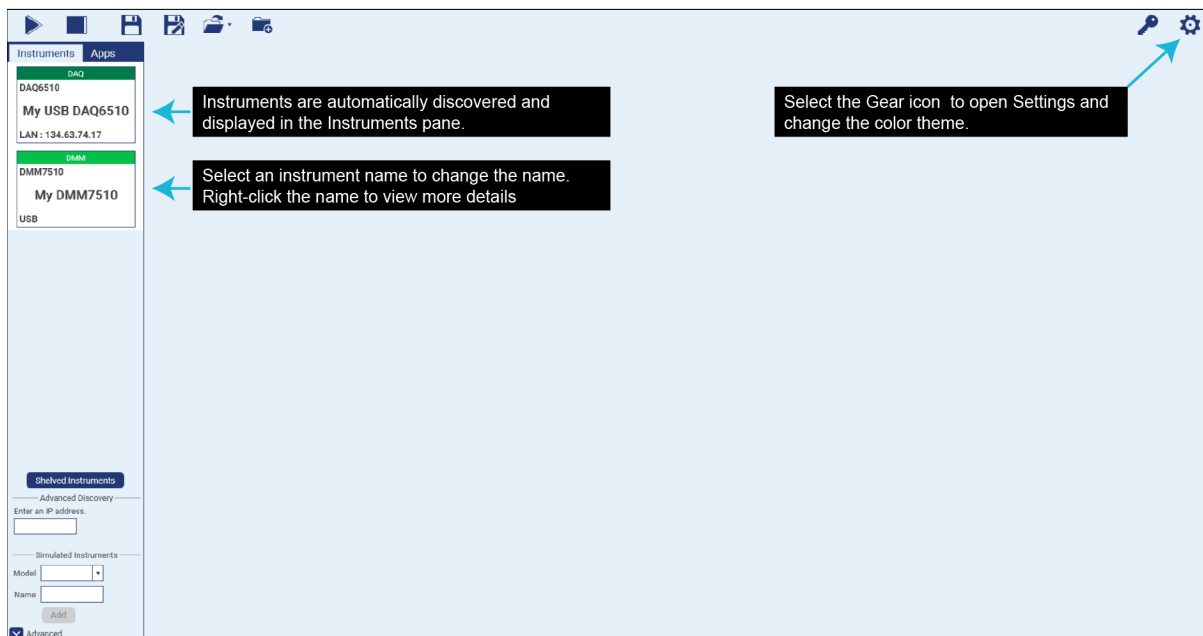 Instruments Apps
DAQ
DAQ6510
My USB DAQ6510
LAN : 134.63.74.17
DMM
DMM7510
My DMM7510
USB
Instruments are automatically discovered and
displayed in the Instruments pane.
Select an instrument name to change the name.
Right-click the name to view more details
Select the Gear icon to open Settings and
change the color theme.
Shelved Instruments
Advanced Discovery
Enter an IP address.
Simulated Instruments
Model
Name
Add
Advanced